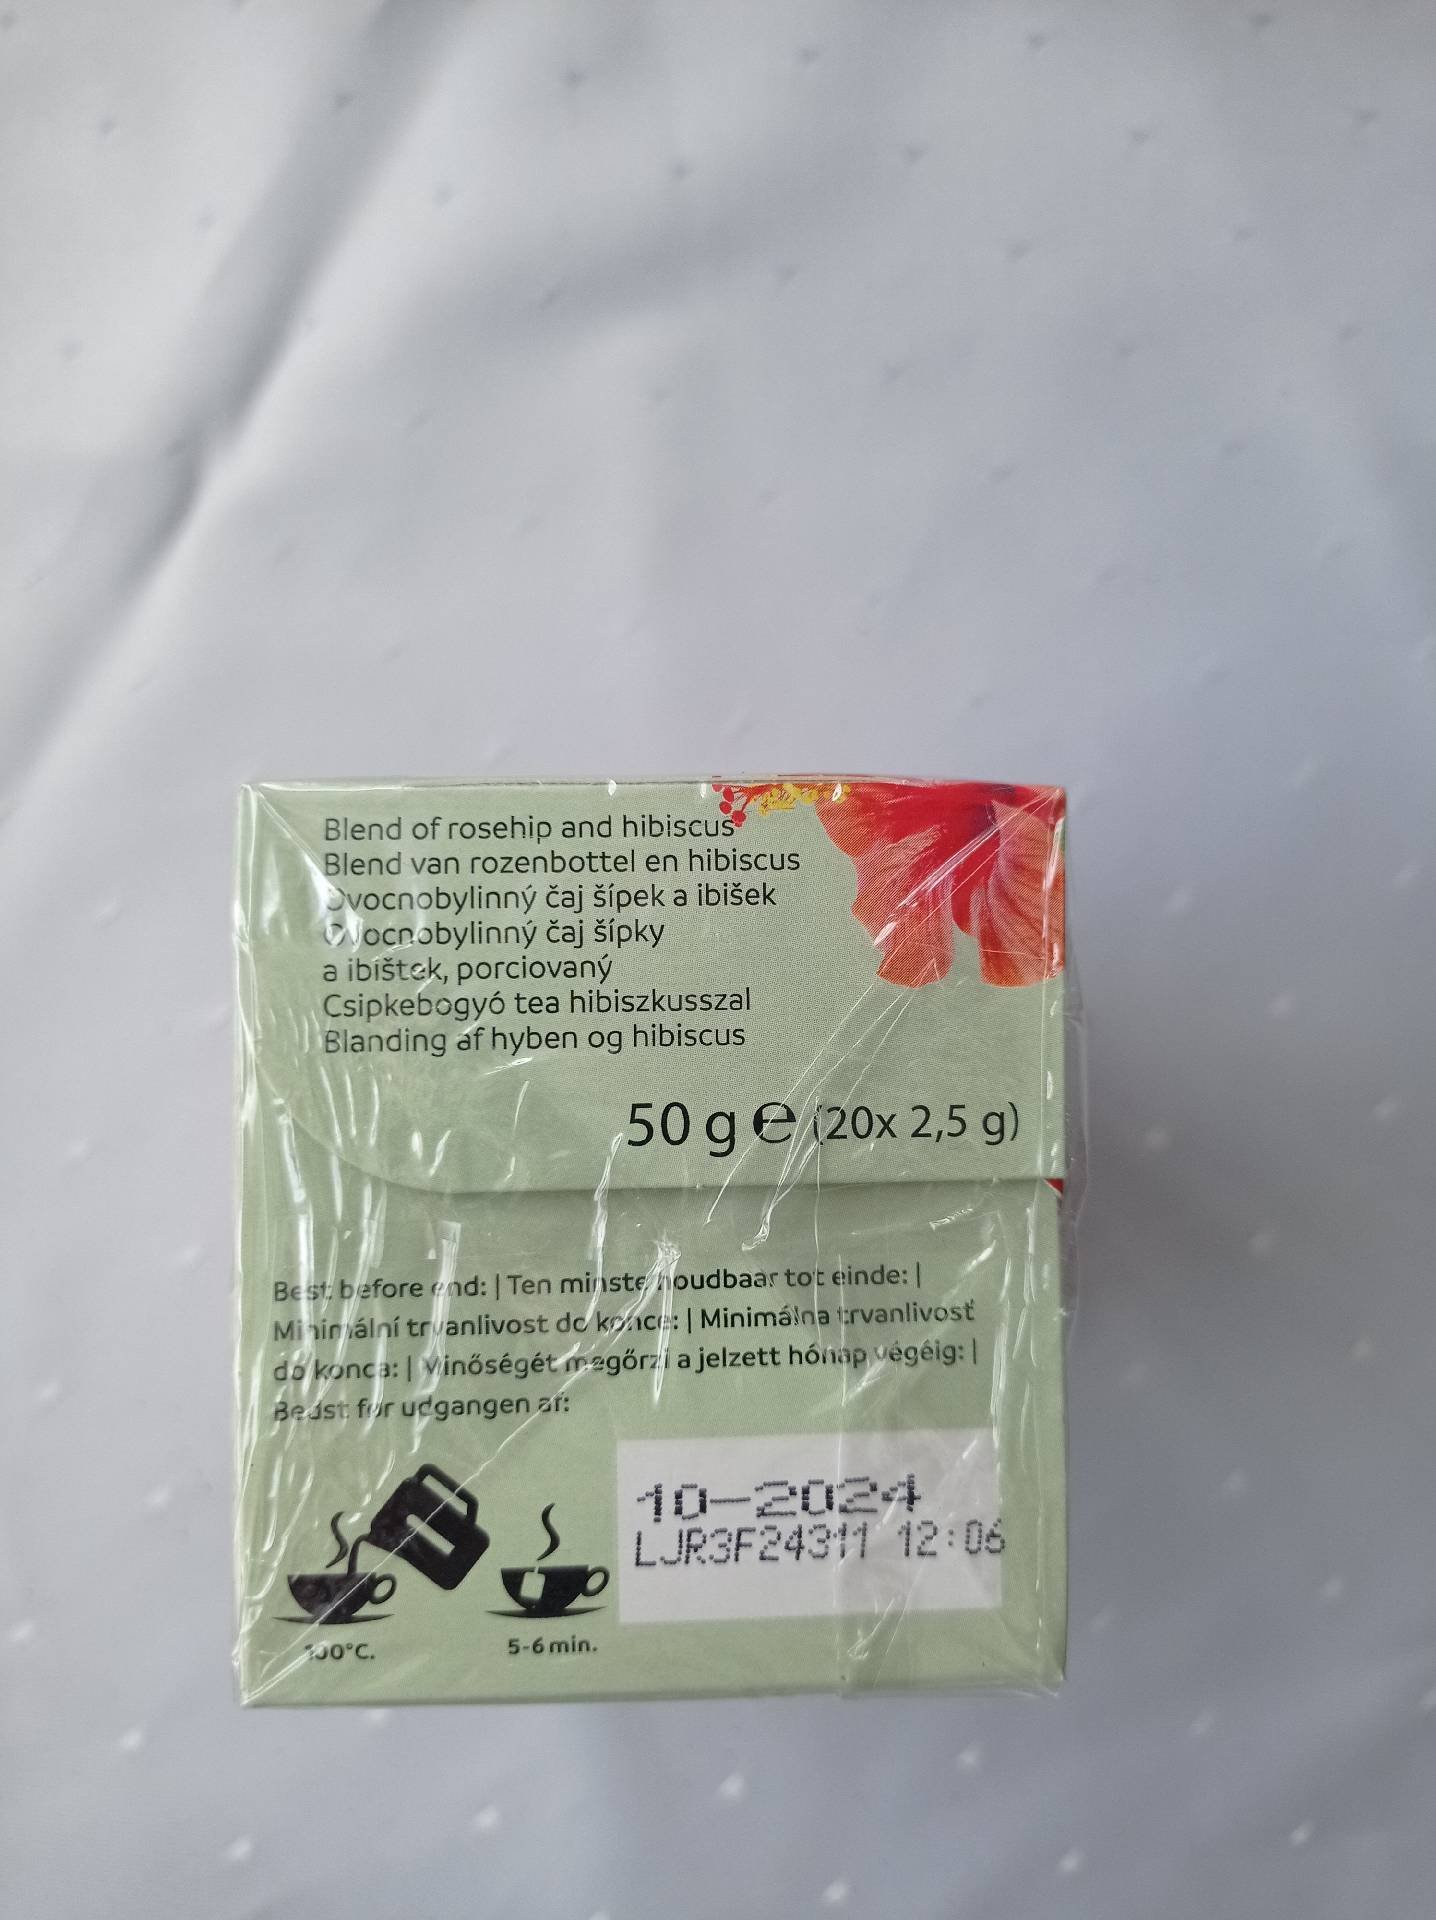 Blend of rosehip and hibiscus
Blend van rozenbottel en hibiscus
Ovocnobylinný čaj šípek a ibišek
Ovocnobylinný čaj šípky
a ibištek, porciovaný
Csipkebogyó tea hibiszkusszal
Blanding af hyben og hibiscus
50 g e (20x 2,5 g)
Best before end: | Ten minste houdbaar tot einde: |
Minimální trvanlivost do konce: | Minimálna trvanlivosť
do konca: | Minőségét megőrzi a jelzett hónap végéig: |
Bedst før udgangen af:
10-2024
LJR3F24311 12:06
100°C.
5-6 min.